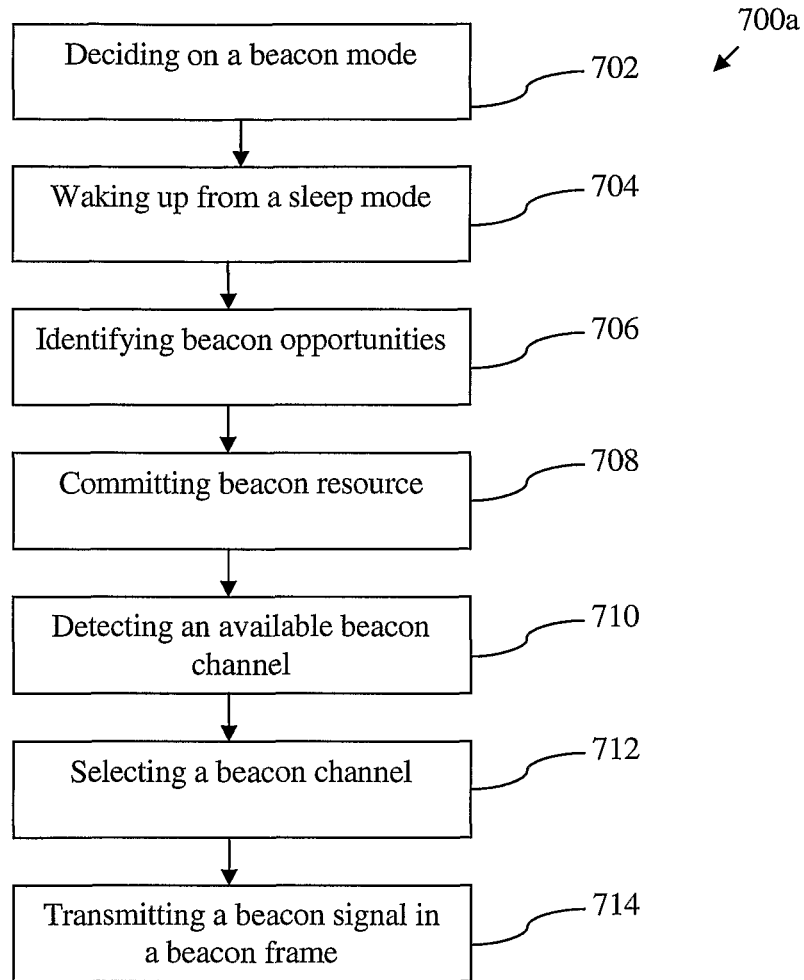 700a
Deciding on a beacon mode
702
Waking up from a sleep mode
704
Identifying beacon opportunities
706
Committing beacon resource
708
Detecting an available beacon
channel
710
Selecting a beacon channel
712
Transmitting a beacon signal in
a beacon frame
714